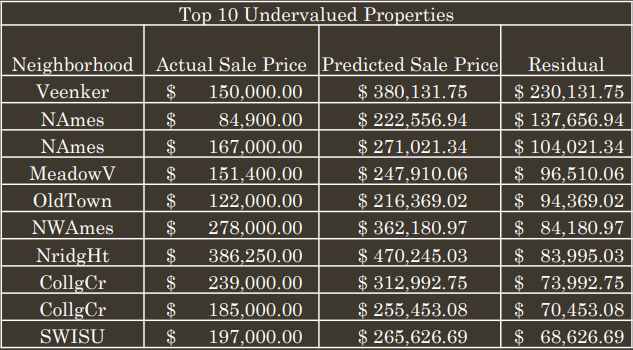 Top 10 Undervalued Properties
Neighborhood Actual Sale Price Predicted Sale Price Residual
Veenker $ 150,000.00 $ 380,131.75 $ 230,131.75
NAmes $ 84,900.00 $ 222,556.94 $ 137,656.94
NAmes $ 167,000.00 $ 271,021.34 $ 104,021.34
MeadowV $ 151,400.00 $ 247,910.06 $ 96,510.06
OldTown $ 122,000.00 $ 216,369.02 $ 94,369.02
NWAmes $ 278,000.00 $ 362,180.97 $ 84,180.97
NridgHt $ 386,250.00 $ 470,245.03 $ 83,995.03
CollgCr $ 239,000.00 $ 312,992.75 $ 73,992.75
CollgCr $ 185,000.00 $ 255,453.08 $ 70,453.08
SWISU $ 197,000.00 $ 265,626.69 $ 68,626.69